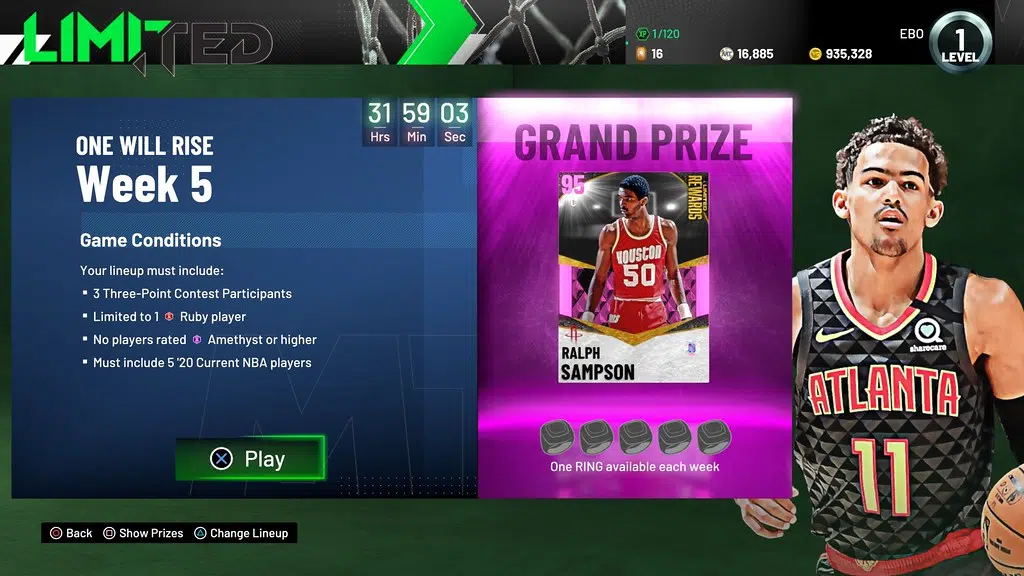 LIMITED
XP 1/120
16
16,885
935,328
EBO
1
LEVEL
31 59 03
Hrs Min Sec
ONE WILL RISE
Week 5
Game Conditions
Your lineup must include:
3 Three-Point Contest Participants
Limited to 1 Ruby player
No players rated Amethyst or higher
Must include 5 '20 Current NBA players
Play
GRAND PRIZE
95
C
LIMITED
REWARDS
HOUSTON
50
RALPH
SAMPSON
One RING available each week
sharecare
ATLANTA
11
Back Show Prizes Change Lineup